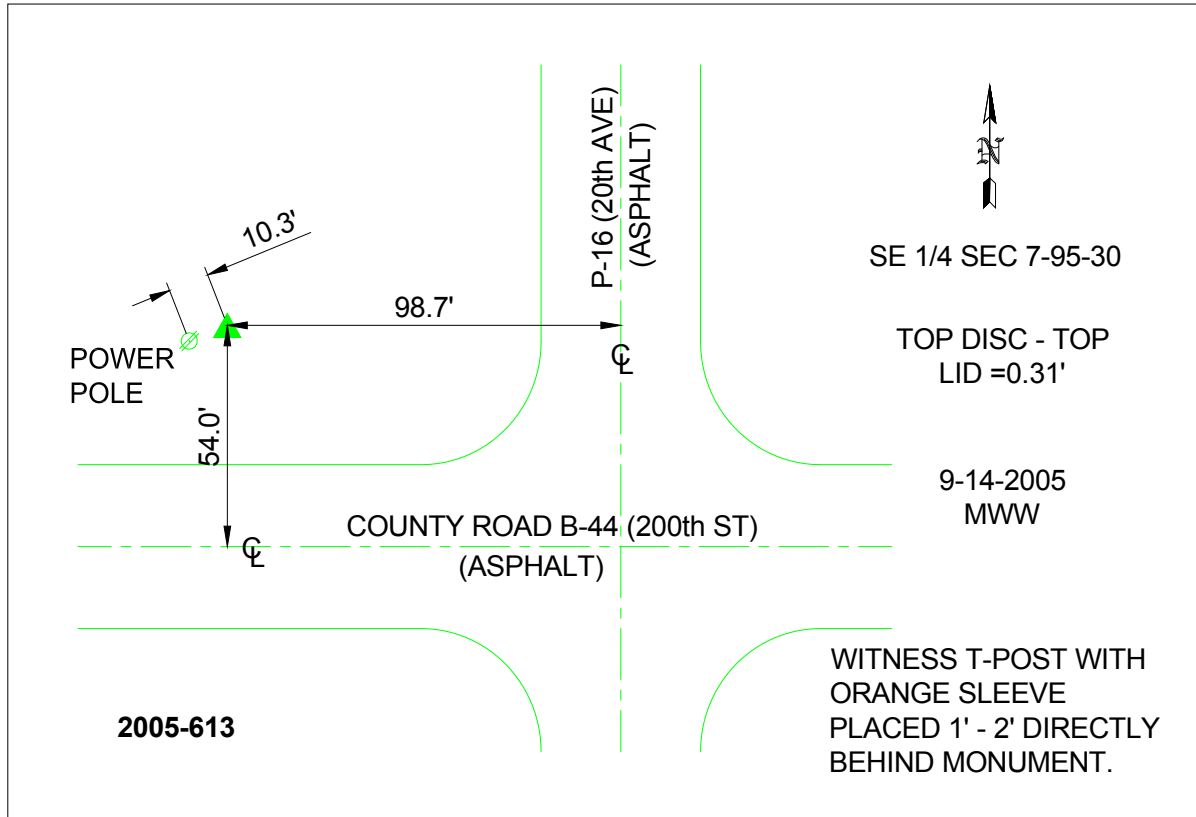 P-16 (20th AVE)
(ASPHALT)
N
SE 1/4 SEC 7-95-30
10.3'
98.7'
TOP DISC - TOP
LID =0.31'
POWER
POLE
℄
54.0'
9-14-2005
MWW
COUNTY ROAD B-44 (200th ST)
℄
(ASPHALT)
WITNESS T-POST WITH
ORANGE SLEEVE
PLACED 1' - 2' DIRECTLY
BEHIND MONUMENT.
2005-613